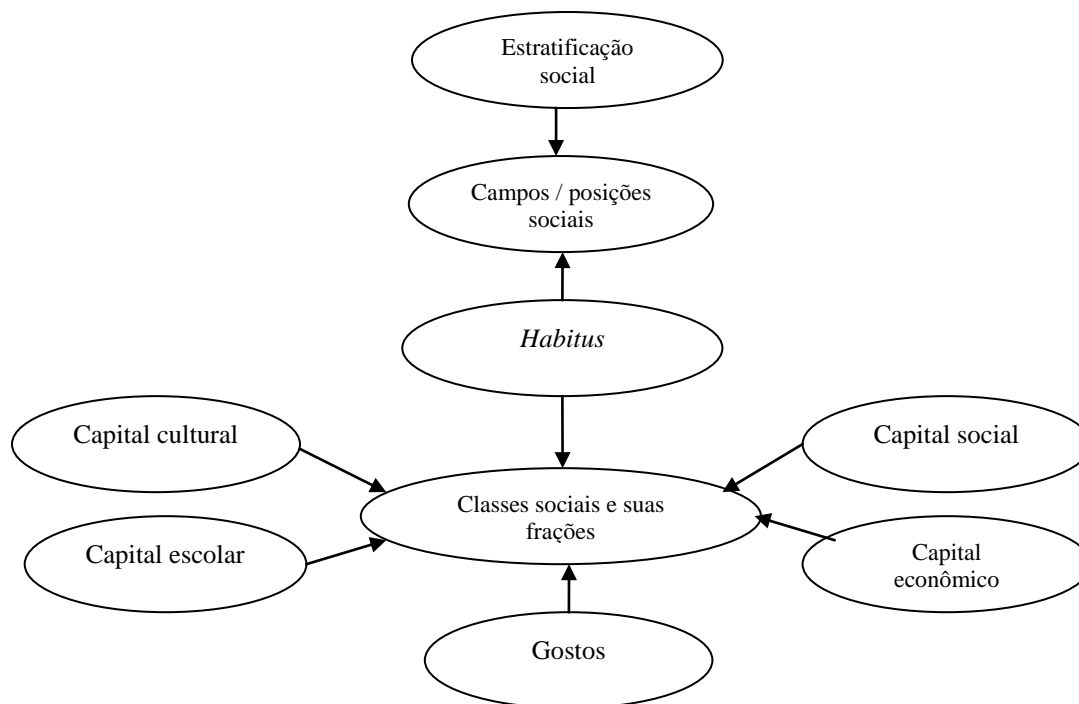 Estratificação
social
Campos / posições
sociais
Habitus
Capital cultural
Capital social
Classes sociais e suas
frações
Capital escolar
Capital
econômico
Gostos